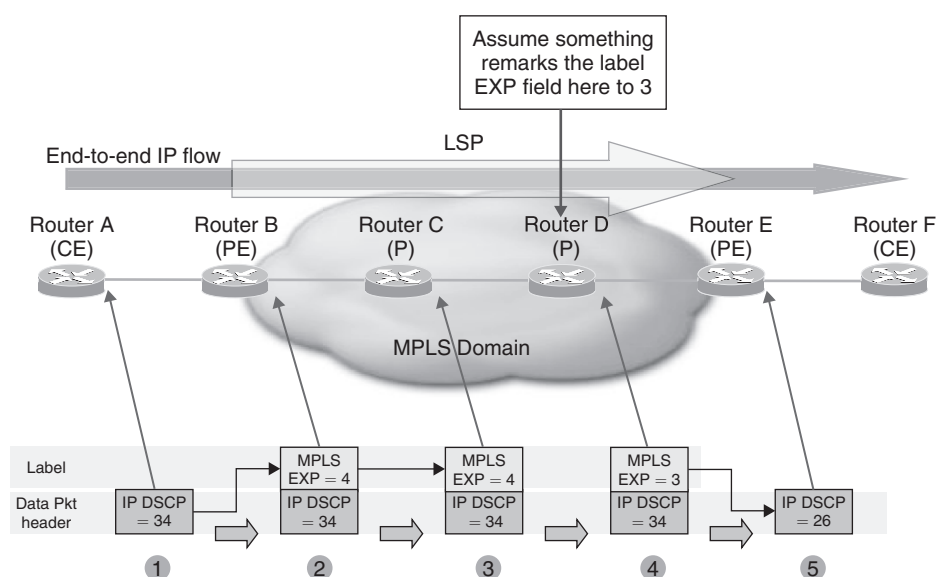 Assume something
remarks the label
EXP field here to 3
LSP
End-to-end IP flow
Router A
(CE)
Router B
(PE)
Router C
(P)
Router D
(P)
Router E
(PE)
Router F
(CE)
MPLS Domain
Label
MPLS
EXP = 4
MPLS
EXP = 4
MPLS
EXP = 3
Data Pkt
header
IP DSCP
= 34
IP DSCP
= 34
IP DSCP
= 34
IP DSCP
= 34
IP DSCP
= 26
1
2
3
4
5